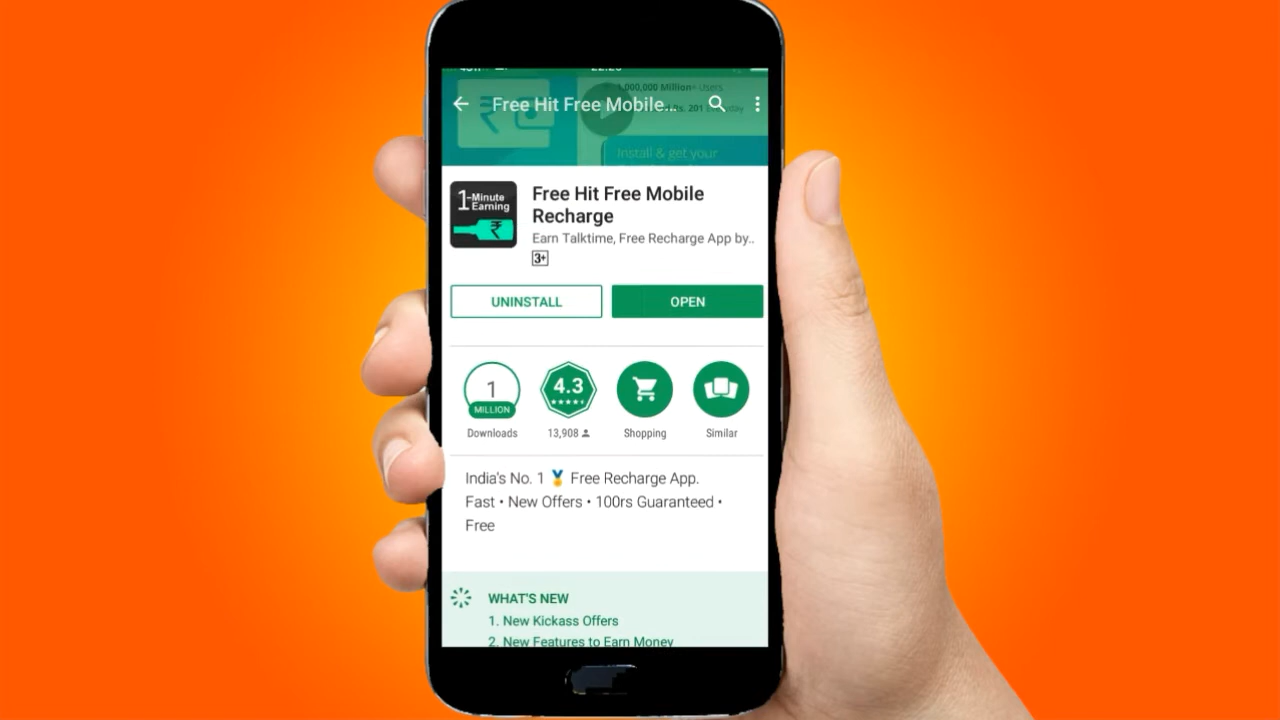 1,000,000 Million+ Users
Free Hit Free Mobile...
Rs. 201
Install & get your
1-Minute
Earning
Free Hit Free Mobile
Recharge
Earn Talktime, Free Recharge App by..
3+
UNINSTALL
OPEN
1
MILLION
4.3
Downloads
13,908
Shopping
Similar
India's No. 1 🏅 Free Recharge App.
Fast • New Offers • 100rs Guaranteed •
Free
WHAT'S NEW
1. New Kickass Offers
2. New Features to Earn Money